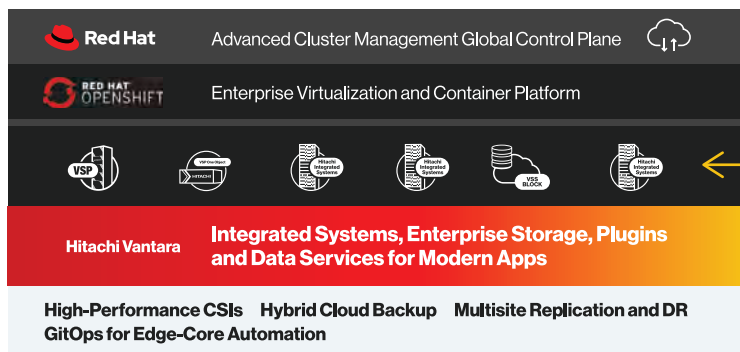 Red Hat Advanced Cluster Management Global Control Plane
RED HAT
OPENSHIFT Enterprise Virtualization and Container Platform
VSP
VSP One Object
HITACHI
Hitachi
Integrated
Systems
Hitachi
Integrated
Systems
VSS
BLOCK
Hitachi
Integrated
Systems
Hitachi Vantara
Integrated Systems, Enterprise Storage, Plugins
and Data Services for Modern Apps
High-Performance CSIs Hybrid Cloud Backup Multisite Replication and DR
GitOps for Edge-Core Automation